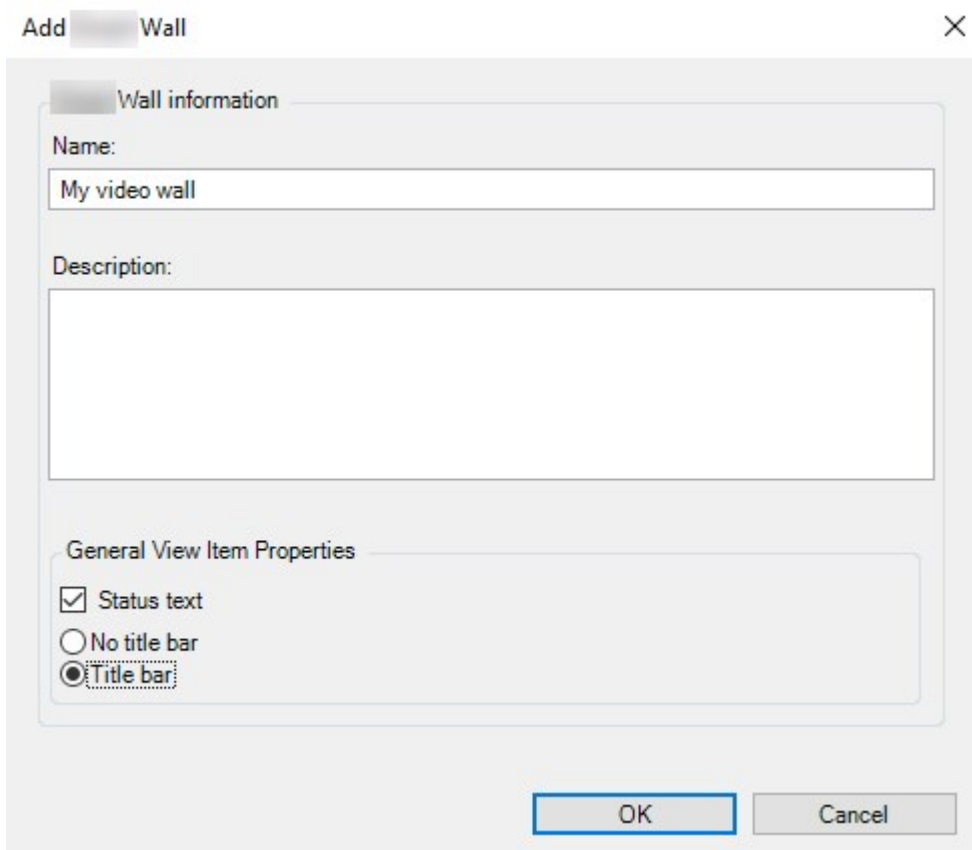 Add Wall
Wall information
Name:
My video wall
Description:
General View Item Properties
Status text
No title bar
Title bar
OK
Cancel